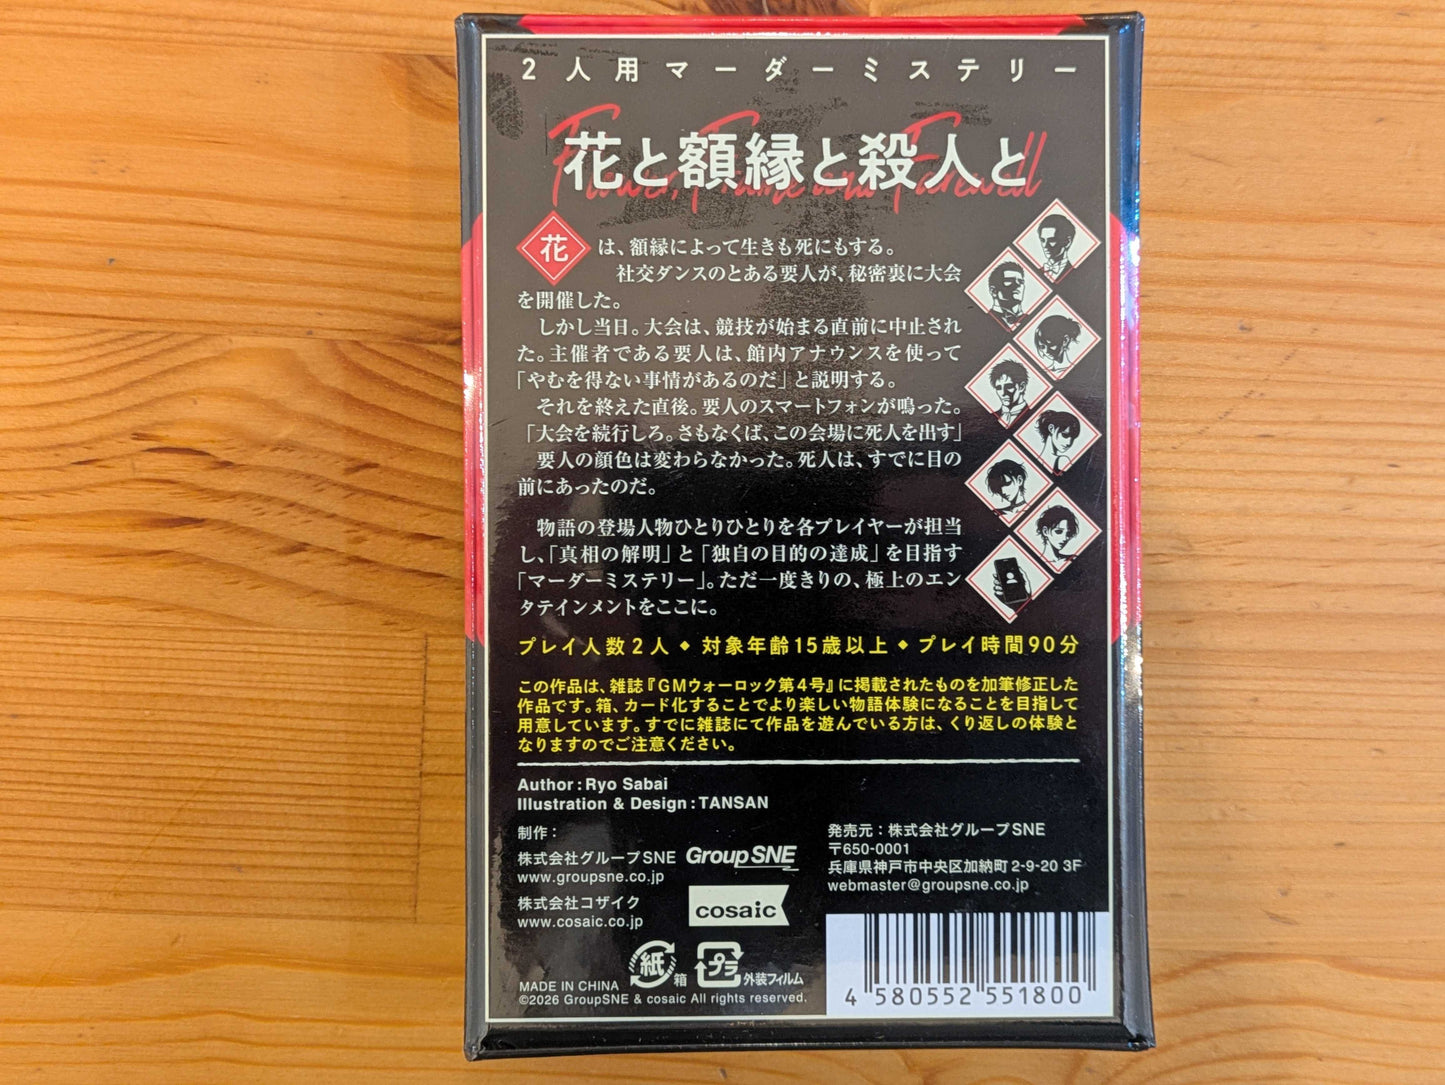 2人用マーダーミステリー
花と額縁と殺人と
Flower, Frame and Farewell
花は、額縁によって生きも死にもする。
社交ダンスのとある要人が、秘密裏に大会
を開催した。
しかし当日。大会は、競技が始まる直前に中止され
た。主催者である要人は、館内アナウンスを使って
「やむを得ない事情があるのだ」と説明する。
それを終えた直後。要人のスマートフォンが鳴った。
「大会を続行しろ。さもなくば、この会場に死人を出す」
要人の顔色は変わらなかった。死人は、すでに目の
前にあったのだ。
物語の登場人物ひとりひとりを各プレイヤーが担当
し、「真相の解明」と「独自の目的の達成」を目指す
「マーダーミステリー」。ただ一度きりの、極上のエン
タテインメントをここに。
プレイ人数2人◆対象年齢15歳以上◆プレイ時間90分
この作品は、雑誌『GMウォーロック第4号』に掲載されたものを加筆修正した
作品です。箱、カード化することでより楽しい物語体験になることを目指して
用意しています。すでに雑誌にて作品を遊んでいる方は、くり返しの体験と
なりますのでご注意ください。
Author : Ryo Sabai
Illustration & Design : TANSAN
制作：
株式会社グループSNE GroupSNE
www.groupsne.co.jp
株式会社コザイク
www.cosaic.co.jp
cosaic
発売元：株式会社グループSNE
〒650-0001
兵庫県神戸市中央区加納町2-9-20 3F
webmaster@groupsne.co.jp
紙 箱 プラ 外装フィルム
MADE IN CHINA
©2026 GroupSNE & cosaic All rights reserved.
4 580552 551800